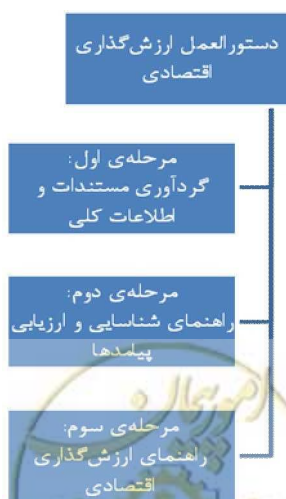 دستورالعمل ارزش‌گذاری
اقتصادی
مرحله‌ی اول:
گردآوری مستندات و
اطلاعات کلی
مرحله‌ی دوم:
راهنمای شناسایی و ارزیابی
پیامدها
مرحله‌ی سوم:
راهنمای ارزش‌گذاری
اقتصادی